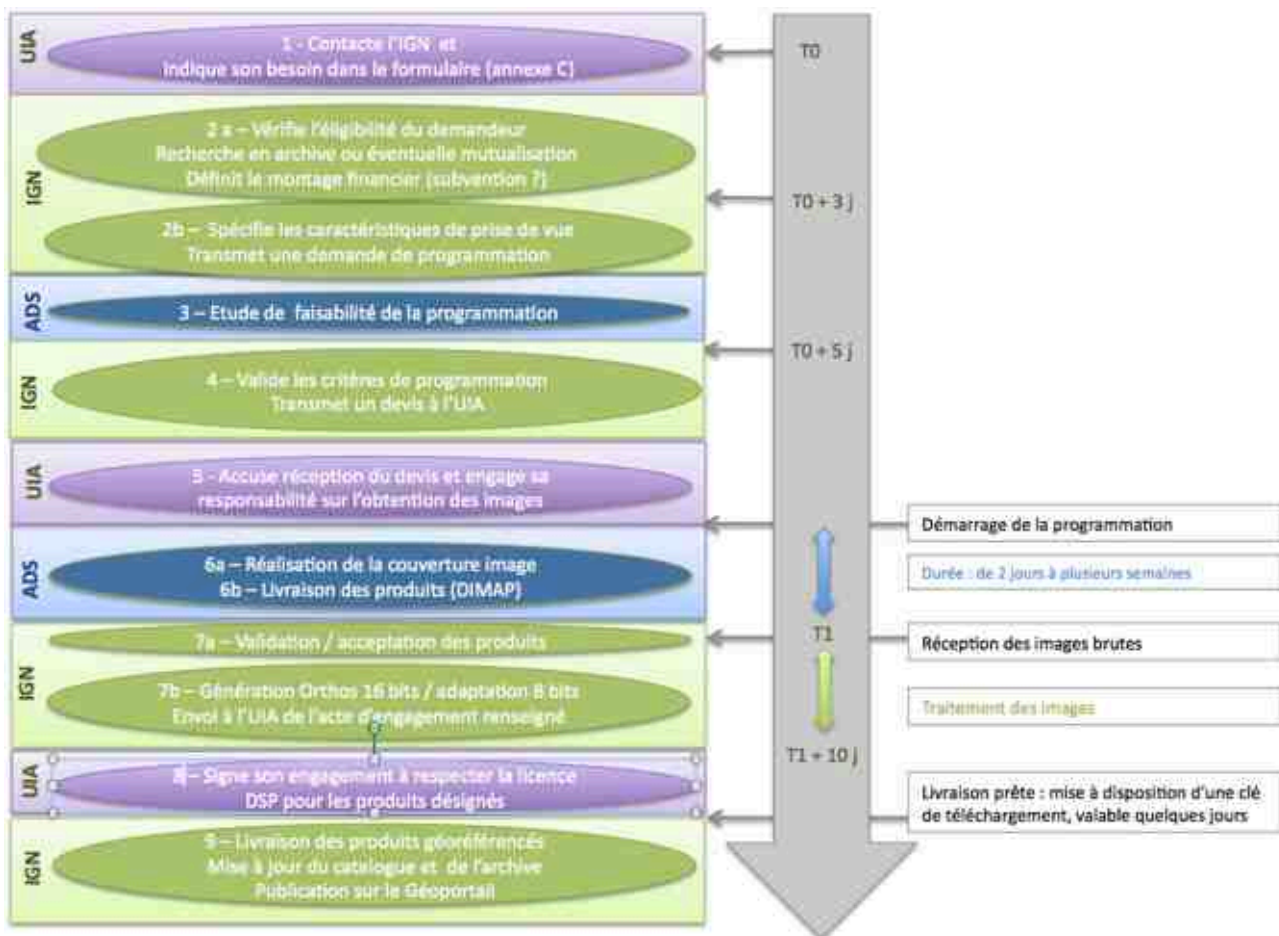 UIA
1 - Contacte l'IGN et
indique son besoin dans le formulaire (annexe C)
T0
IGN
2 a – Vérifie l'éligibilité du demandeur
Recherche en archive ou éventuelle mutualisation
Définit le montage financier (subvention ?)
T0 + 3 j
2b – Spécifie les caractéristiques de prise de vue
Transmet une demande de programmation
ADS
3 – Etude de faisabilité de la programmation
T0 + 5 j
IGN
4 – Valide les critères de programmation
Transmet un devis à l'UIA
UIA
5 - Accuse réception du devis et engage sa
responsabilité sur l'obtention des images
Démarrage de la programmation
ADS
6a – Réalisation de la couverture image
6b – Livraison des produits (DIMAP)
Durée : de 2 jours à plusieurs semaines
T1
IGN
7a – Validation / acceptation des produits
Réception des images brutes
7b – Génération Orthos 16 bits / adaptation 8 bits
Envoi à l'UIA de l'acte d'engagement renseigné
Traitement des images
T1 + 10 j
UIA
8 – Signe son engagement à respecter la licence
DSP pour les produits désignés
Livraison prête : mise à disposition d'une clé
de téléchargement, valable quelques jours
IGN
9 – Livraison des produits géoréférencés
Mise à jour du catalogue et de l'archive
Publication sur le Géoportail